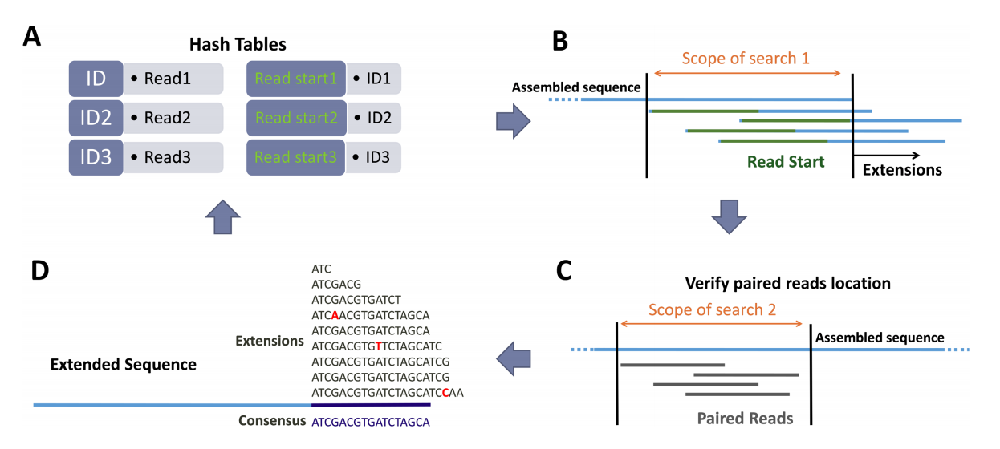 A
Hash Tables
ID • Read1
ID2 • Read2
ID3 • Read3
Read start1 • ID1
Read start2 • ID2
Read start3 • ID3
B
Scope of search 1
Assembled sequence
Read Start
Extensions
C
Verify paired reads location
Scope of search 2
Assembled sequence
Paired Reads
D
ATC
ATCGACG
ATCGACGTGATCT
ATCAACGTGATCTAGCA
ATCGACGTGATCTAGCA
Extensions
ATCGACGTGTTCTAGCATC
ATCGACGTGATCTAGCATCG
ATCGACGTGATCTAGCATCG
ATCGACGTGATCTAGCATCCAA
Extended Sequence
Consensus ATCGACGTGATCTAGCA